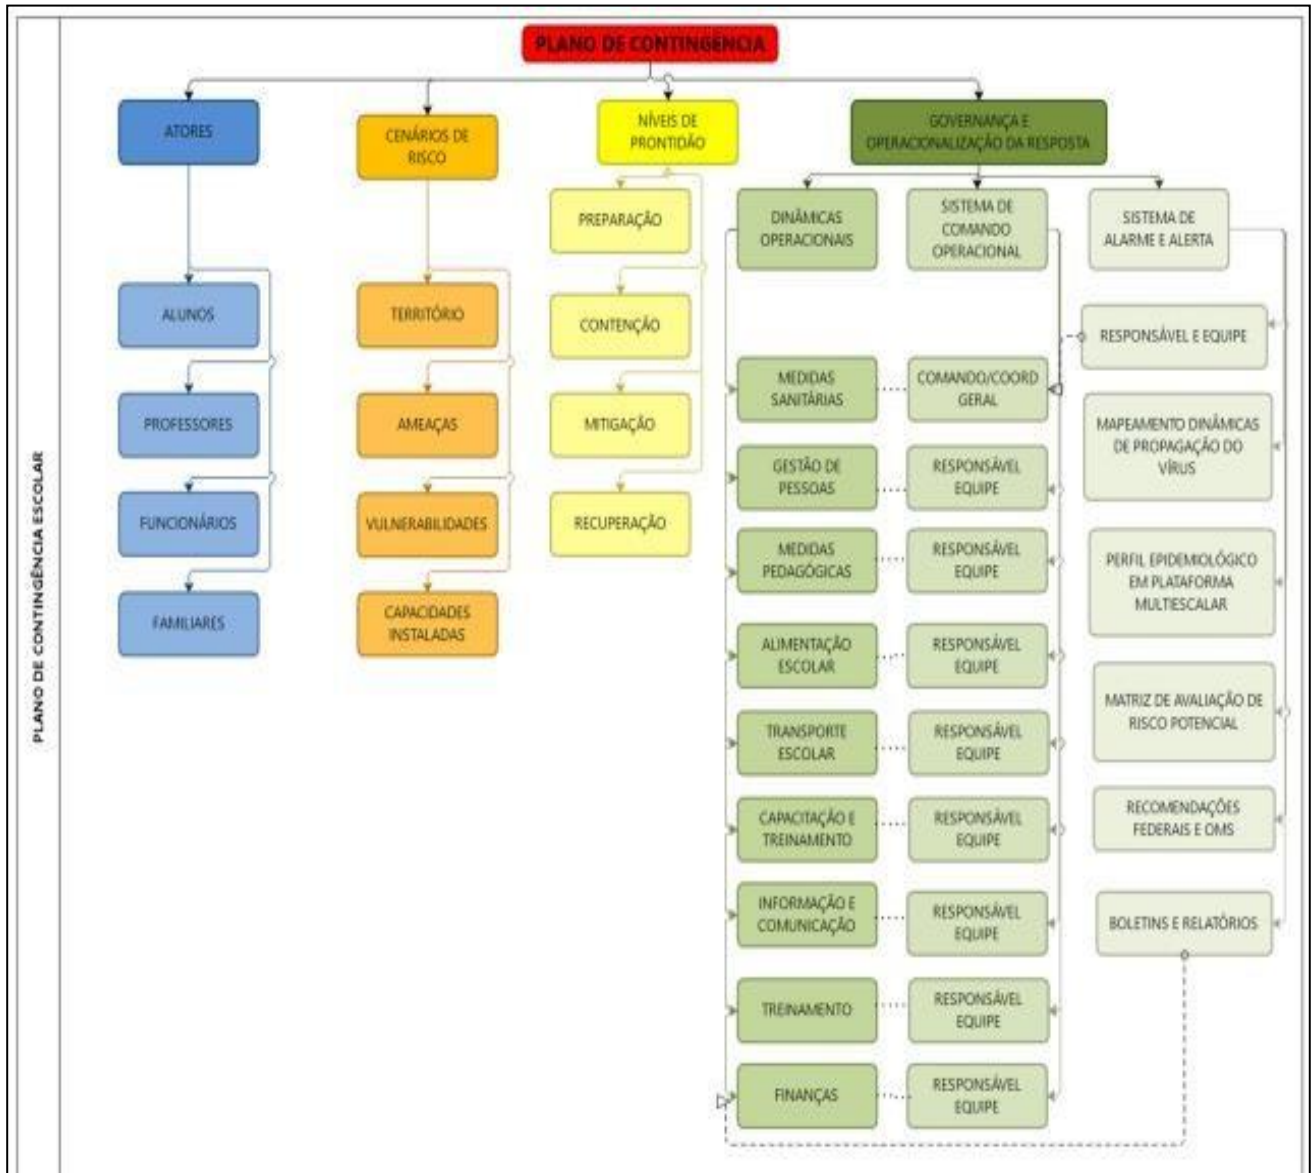 PLANO DE CONTINGÊNCIA ESCOLAR
PLANO DE CONTINGÊNCIA
ATORES
ALUNOS
PROFESSORES
FUNCIONÁRIOS
FAMILIARES
CENÁRIOS DE
RISCO
TERRITÓRIO
AMEAÇAS
VULNERABILIDADES
CAPACIDADES
INSTALADAS
NÍVEIS DE
PRONTIDÃO
PREPARAÇÃO
CONTENÇÃO
MITIGAÇÃO
RECUPERAÇÃO
GOVERNANÇA E
OPERACIONALIZAÇÃO DA RESPOSTA
DINÂMICAS
OPERACIONAIS
MEDIDAS
SANITÁRIAS
GESTÃO DE
PESSOAS
MEDIDAS
PEDAGÓGICAS
ALIMENTAÇÃO
ESCOLAR
TRANSPORTE
ESCOLAR
CAPACITAÇÃO E
TREINAMENTO
INFORMAÇÃO E
COMUNICAÇÃO
TREINAMENTO
FINANÇAS
SISTEMA DE
COMANDO
OPERACIONAL
COMANDO/COORD
GERAL
RESPONSÁVEL
EQUIPE
RESPONSÁVEL
EQUIPE
RESPONSÁVEL
EQUIPE
RESPONSÁVEL
EQUIPE
RESPONSÁVEL
EQUIPE
RESPONSÁVEL
EQUIPE
RESPONSÁVEL
EQUIPE
RESPONSÁVEL
EQUIPE
SISTEMA DE
ALARME E ALERTA
RESPONSÁVEL E EQUIPE
MAPEAMENTO DINÂMICAS
DE PROPAGAÇÃO DO
VÍRUS
PERFIL EPIDEMIOLÓGICO
EM PLATAFORMA
MULTIESCALAR
MATRIZ DE AVALIAÇÃO DE
RISCO POTENCIAL
RECOMENDAÇÕES
FEDERAIS E OMS
BOLETINS E RELATÓRIOS